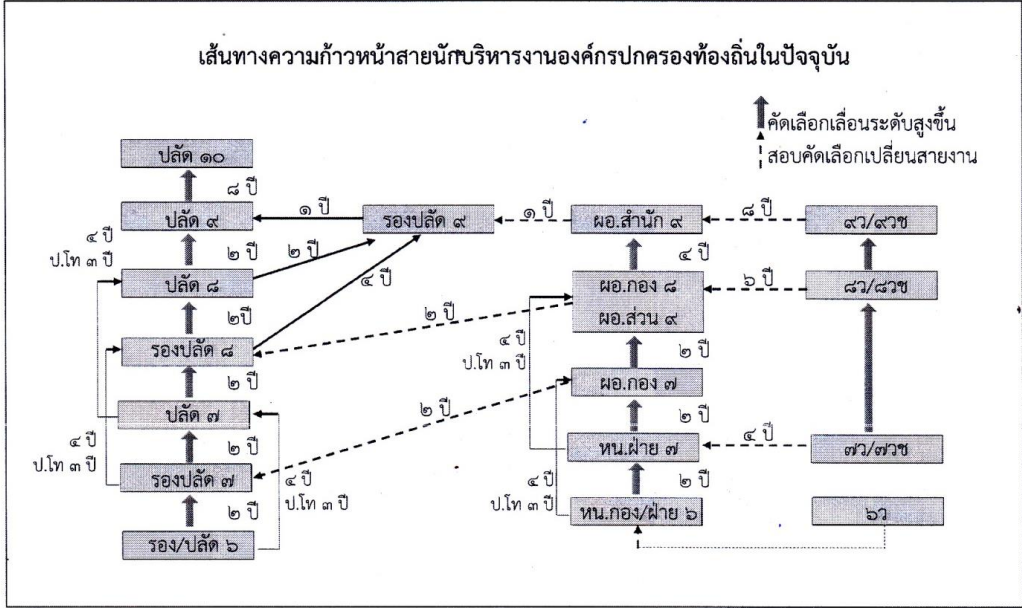 เส้นทางความก้าวหน้าสายนักบริหารงานองค์กรปกครองท้องถิ่นในปัจจุบัน
คัดเลือกเลื่อนระดับสูงขึ้น
สอบคัดเลือกเปลี่ยนสายงาน
ปลัด ๑๐
๘ ปี
ปลัด ๙
๑ ปี
รองปลัด ๙
๑ ปี
ผอ.สำนัก ๙
๘ ปี
๙ว/๙วช
๔ ปี
ป.โท ๓ ปี
๒ ปี
๒ ปี
๔ ปี
๔ ปี
ปลัด ๘
ผอ.กอง ๘
ผอ.ส่วน ๙
๖ ปี
๘ว/๘วช
๒ปี
๒ ปี
๔ ปี
ป.โท ๓ ปี
รองปลัด ๘
๒ ปี
๒ ปี
ผอ.กอง ๗
ปลัด ๗
๒ ปี
๒ ปี
๔ ปี
ป.โท ๓ ปี
๒ ปี
หน.ฝ่าย ๗
๔ ปี
๗ว/๗วช
รองปลัด ๗
๔ ปี
ป.โท ๓ ปี
๔ ปี
ป.โท ๓ ปี
๒ ปี
๒ ปี
หน.กอง/ฝ่าย ๖
๖ว
รอง/ปลัด ๖